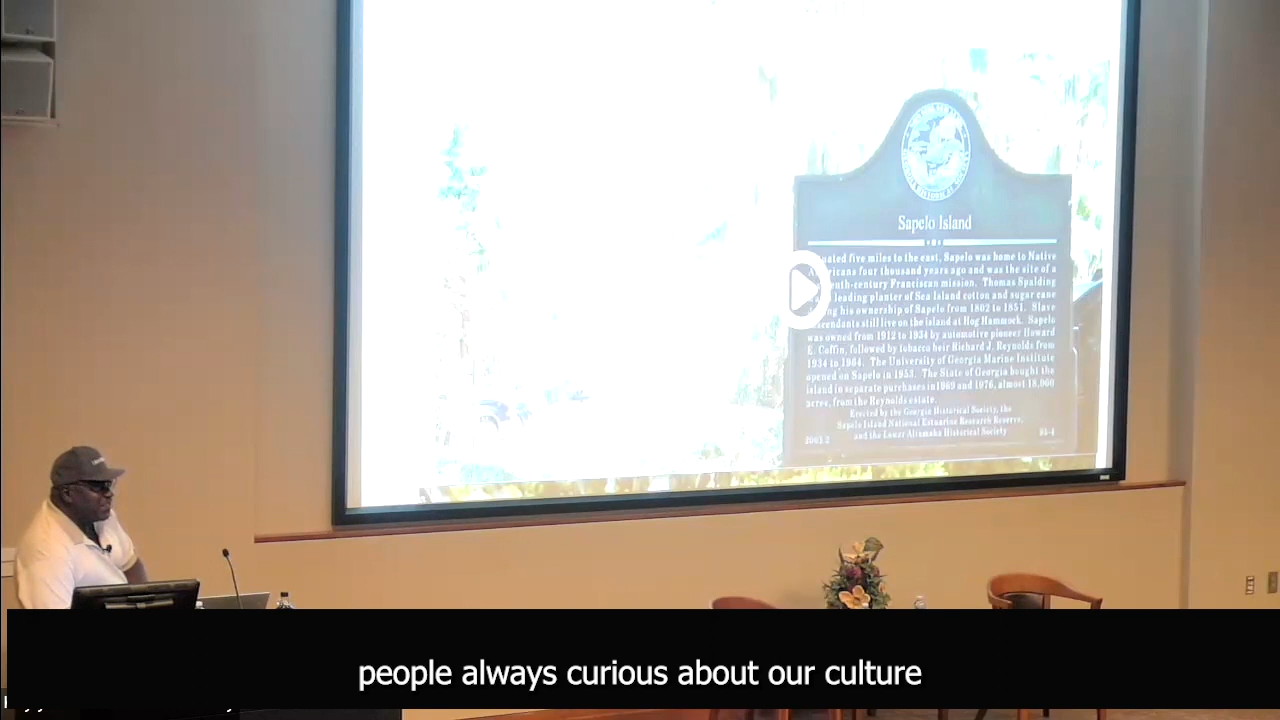 Sapelo Island
uated five miles to the east, Sapelo was home to Native
ricans four thousand years ago and was the site of a
nth-century Franciscan mission. Thomas Spalding
leading planter of Sea Island cotton and sugar cane
ng his ownership of Sapelo from 1802 to 1851. Slave
scendants still live on the island at Hog Hammock. Sapelo
was owned from 1912 to 1934 by automotive pioneer Howard
E. Coffin, followed by tobacco heir Richard J. Reynolds from
1934 to 1964. The University of Georgia Marine Institute
opened on Sapelo in 1953. The State of Georgia bought the
island in separate purchases in 1969 and 1976, almost 18,000
acres, from the Reynolds estate.
Erected by the Georgia Historical Society, the
Sapelo Island National Estuarine Research Reserve,
and the Lower Altamaha Historical Society
people always curious about our culture